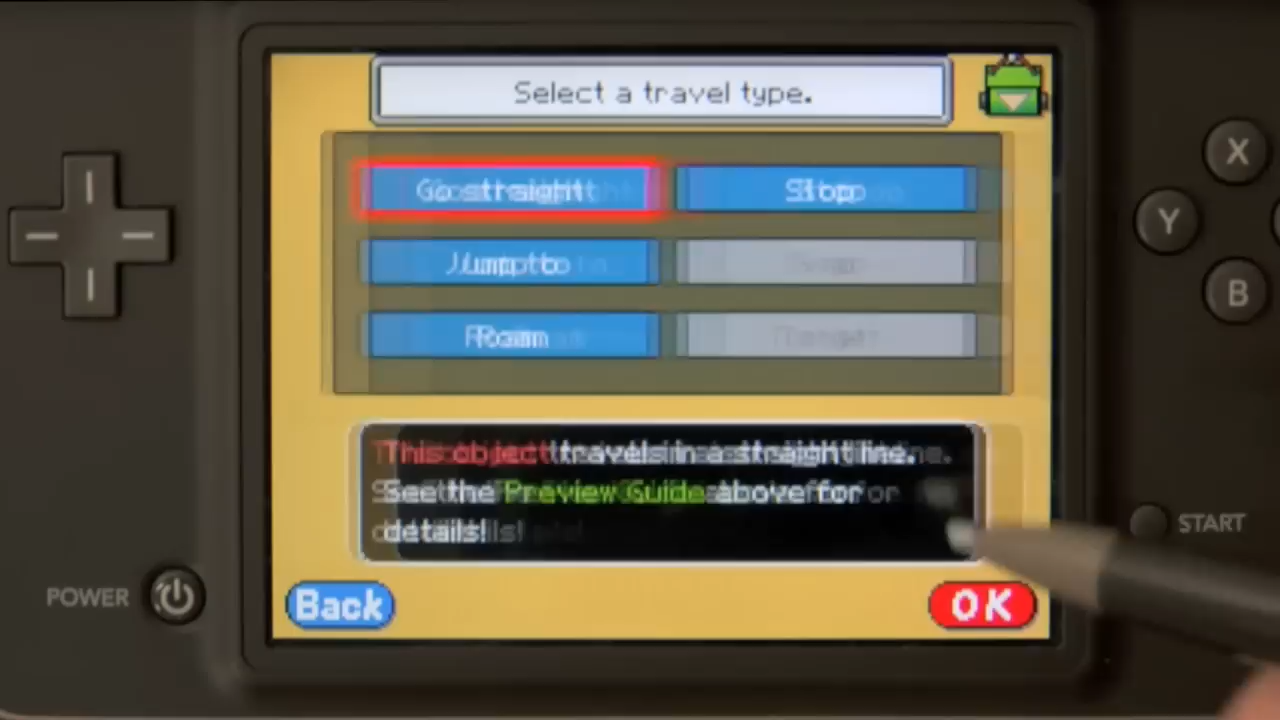 Select a travel type.
Go straight
Stop
Jump to
Roam
This object travels in a straight line.
See the Preview Guide above for
details!
Back
OK
POWER
START
X
Y
B